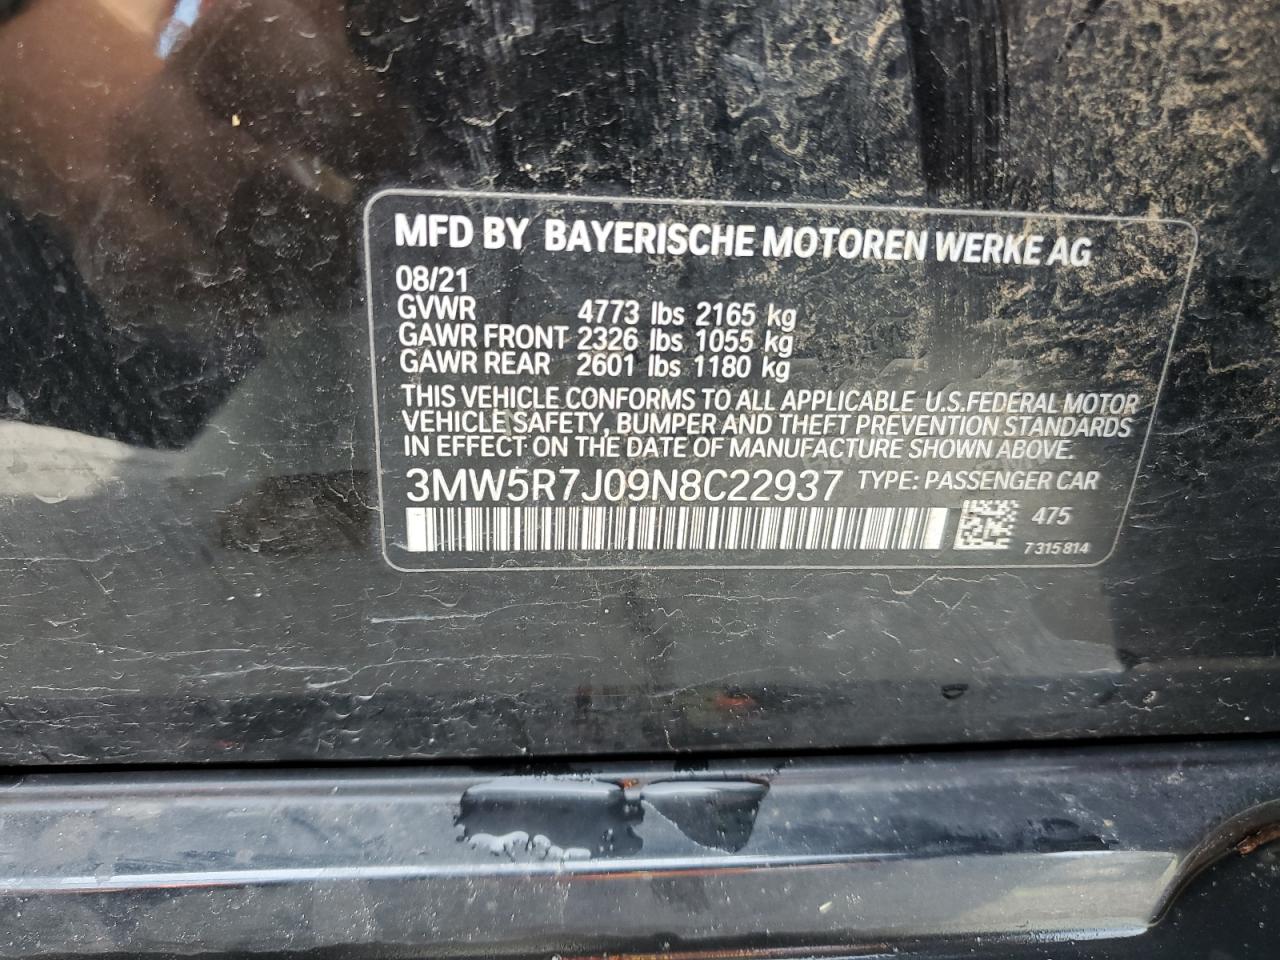 MFD BY BAYERISCHE MOTOREN WERKE AG
08/21
GVWR 4773 lbs 2165 kg
GAWR FRONT 2326 lbs 1055 kg
GAWR REAR 2601 lbs 1180 kg
THIS VEHICLE CONFORMS TO ALL APPLICABLE U.S.FEDERAL MOTOR
VEHICLE SAFETY, BUMPER AND THEFT PREVENTION STANDARDS
IN EFFECT ON THE DATE OF MANUFACTURE SHOWN ABOVE.
3MW5R7J09N8C22937 TYPE: PASSENGER CAR
475
7315814